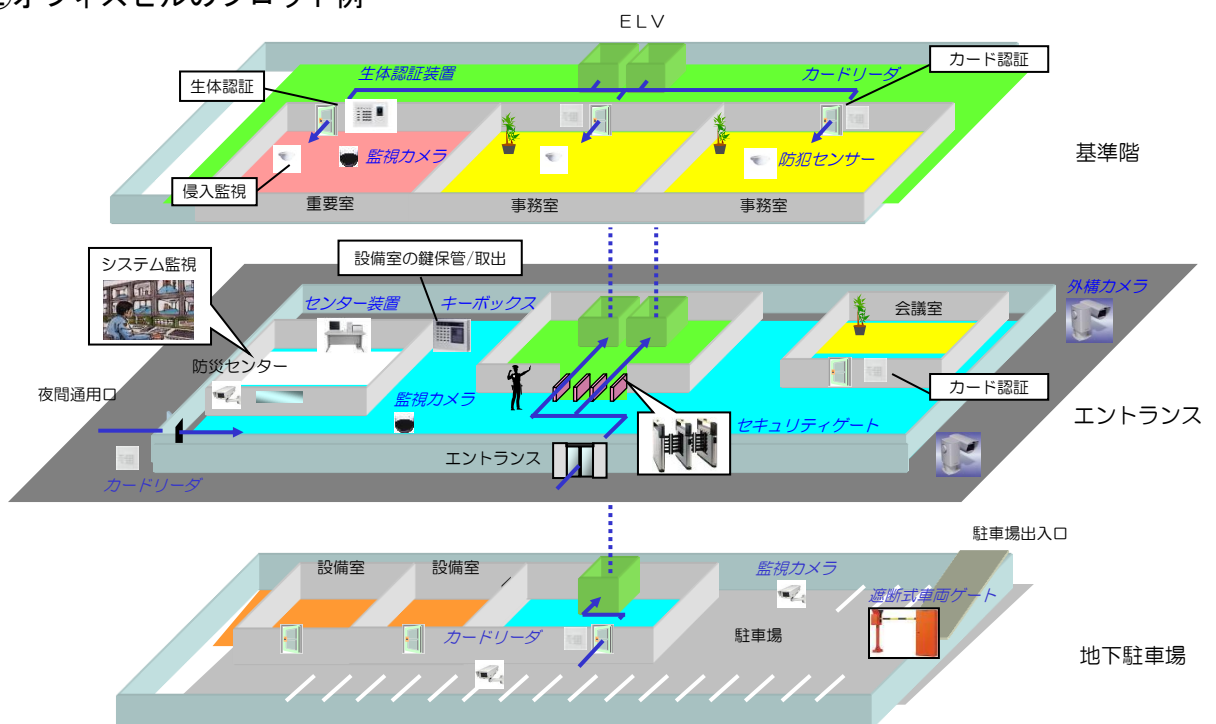 オフィスビルのプロット例
ＥＬＶ
カード認証
生体認証装置
カードリーダ
生体認証
監視カメラ
防犯センサー
基準階
侵入監視
重要室
事務室
事務室
システム監視
設備室の鍵保管/取出
センター装置
キーボックス
会議室
外構カメラ
防災センター
夜間通用口
監視カメラ
カード認証
セキュリティゲート
エントランス
エントランス
カードリーダ
駐車場出入口
設備室
設備室
監視カメラ
遮断式車両ゲート
カードリーダ
駐車場
地下駐車場